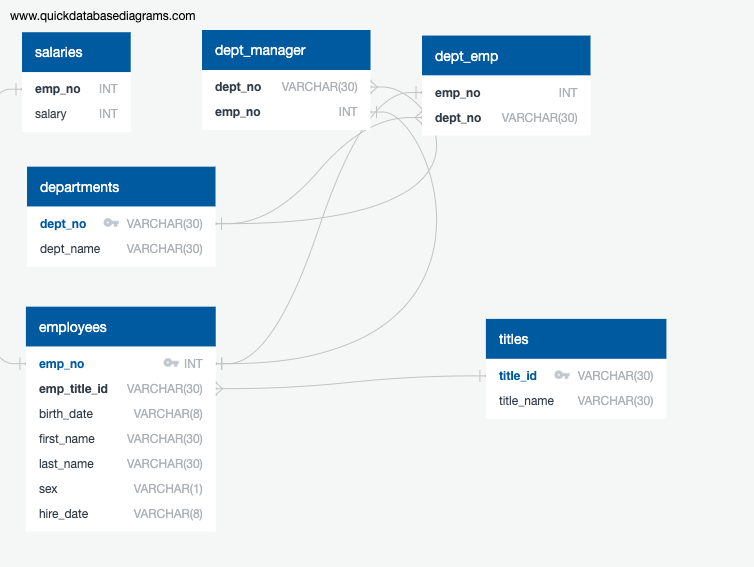 www.quickdatabasediagrams.com
salaries
emp_no INT
salary INT
dept_manager
dept_no VARCHAR(30)
emp_no INT
dept_emp
emp_no INT
dept_no VARCHAR(30)
departments
dept_no VARCHAR(30)
dept_name VARCHAR(30)
employees
emp_no INT
emp_title_id VARCHAR(30)
birth_date VARCHAR(8)
first_name VARCHAR(30)
last_name VARCHAR(30)
sex VARCHAR(1)
hire_date VARCHAR(8)
titles
title_id VARCHAR(30)
title_name VARCHAR(30)